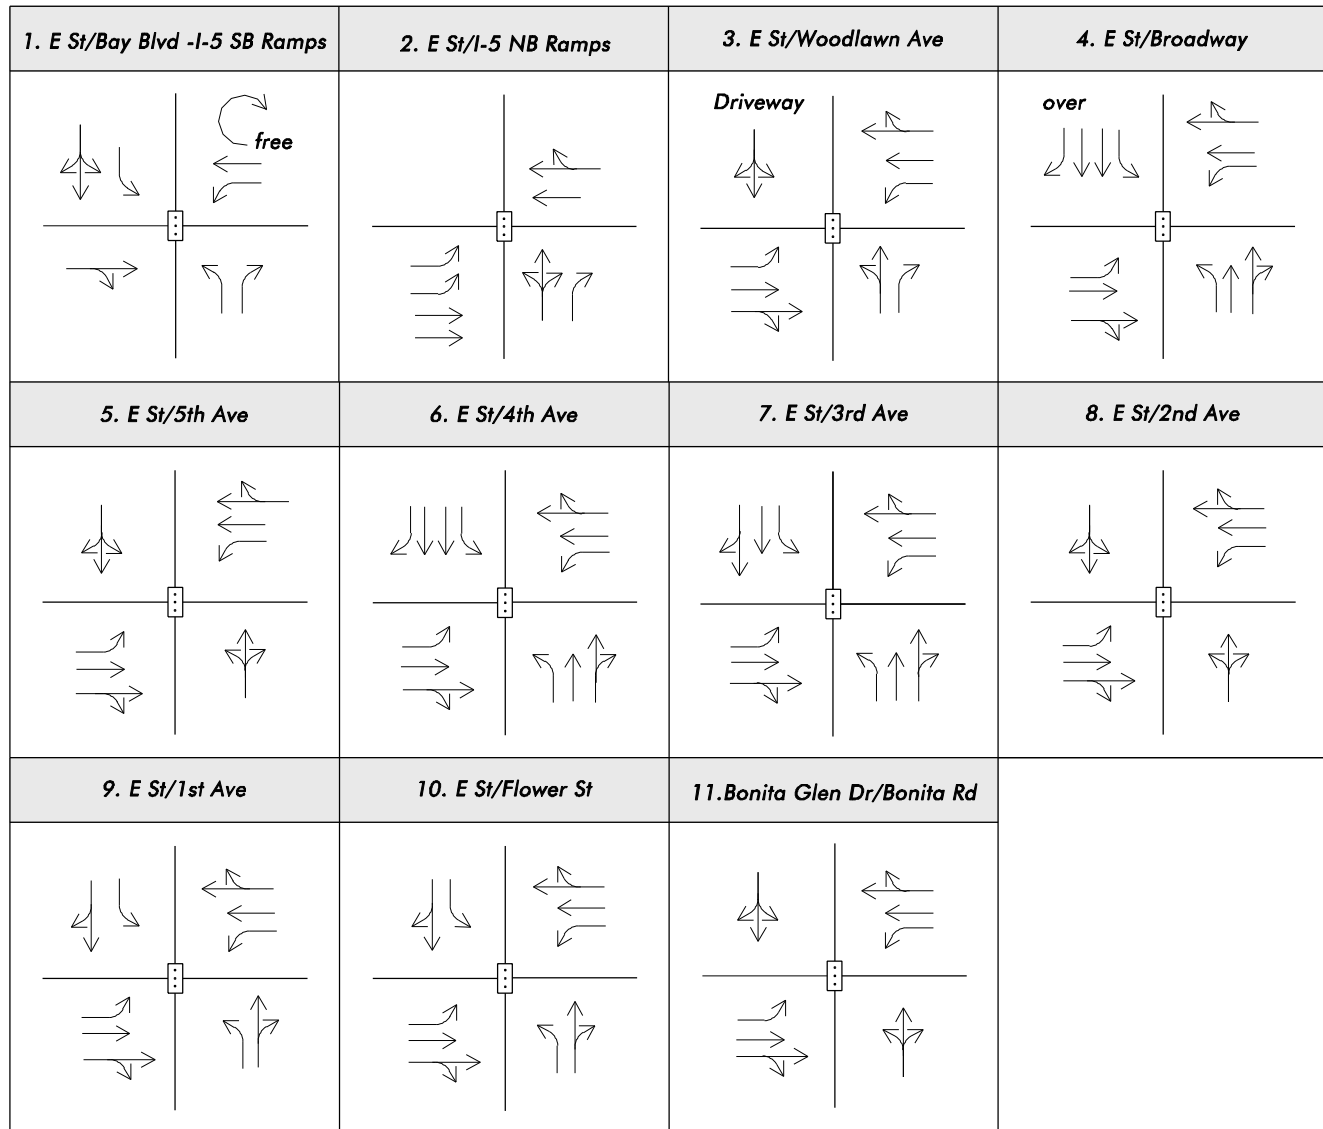 1. E St/Bay Blvd -I-5 SB Ramps
2. E St/I-5 NB Ramps
3. E St/Woodlawn Ave
4. E St/Broadway
free
Driveway
over
5. E St/5th Ave
6. E St/4th Ave
7. E St/3rd Ave
8. E St/2nd Ave
9. E St/1st Ave
10. E St/Flower St
11.Bonita Glen Dr/Bonita Rd